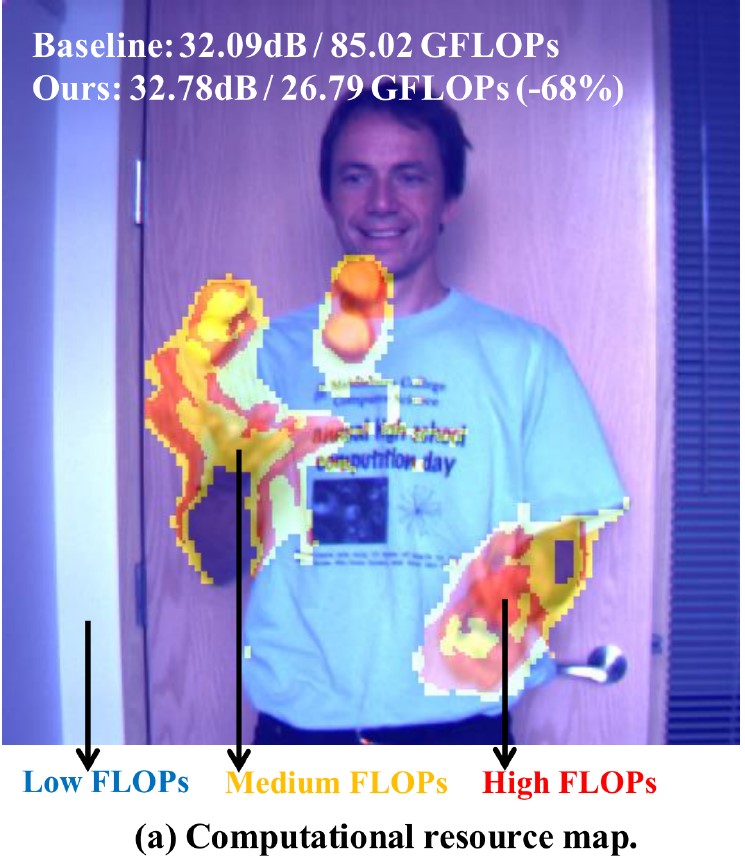 Baseline: 32.09dB / 85.02 GFLOPs
Ours: 32.78dB / 26.79 GFLOPs (-68%)
annual high school
computition day
Low FLOPs
Medium FLOPs
High FLOPs
(a) Computational resource map.